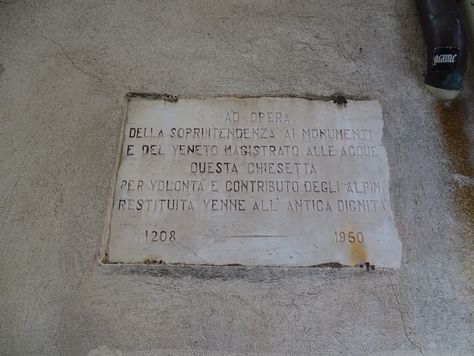 AD OPERA
DELLA SOPRINTENDENZA AI MONUMENTI
E DEL VENETO MAGISTRATO ALLE ACQUE
QUESTA CHIESETTA
PER VOLONTÀ E CONTRIBUTO DEGLI ALPINI
RESTITUITA VENNE ALL' ANTICA DIGNITÀ
1208 — 1950